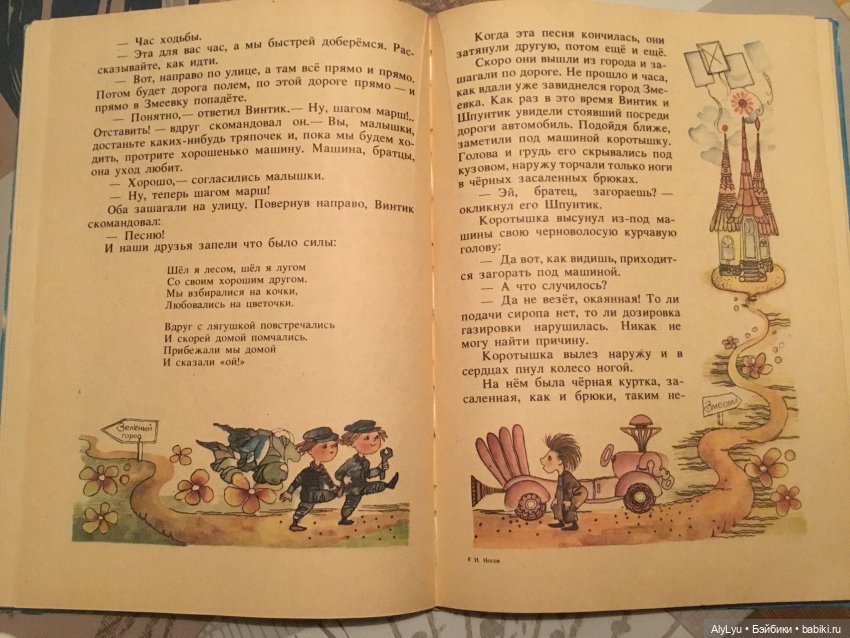 — Час ходьбы.
— Эта для вас час, а мы быстрей доберёмся. Рас-
сказывайте, как идти.
— Вот, направо по улице, а там всё прямо и прямо.
Потом будет дорога полем, по этой дороге прямо — и
прямо в Змеевку попадёте.
— Понятно,— ответил Винтик.— Ну, шагом марш!..
Отставить! — вдруг скомандовал он.— Вы, малышки,
достаньте каких-нибудь тряпочек и, пока мы будем хо-
дить, протрите хорошенько машину. Машина, братцы,
она уход любит.
— Хорошо,— согласились малышки.
— Ну, теперь шагом марш!
Оба зашагали на улицу. Повернув направо, Винтик
скомандовал:
— Песню!
И наши друзья запели что было силы:
Шёл я лесом, шёл я лугом
Со своим хорошим другом.
Мы взбиралися на кочки,
Любовались на цветочки.
Вдруг с лягушкой повстречались
И скорей домой помчались.
Прибежали мы домой
И сказали «ой!»
Зеленый
город
Когда эта песня кончилась, они
затянули другую, потом ещё и ещё.
Скоро они вышли из города и за-
шагали по дороге. Не прошло и часа,
как вдали уже завиднелся город Зме-
евка. Как раз в это время Винтик и
Шпунтик увидели стоявший посреди
дороги автомобиль. Подойдя ближе,
заметили под машиной коротышку.
Голова и грудь его скрывались под
кузовом, наружу торчали только ноги
в чёрных засаленных брюках.
— Эй, братец, загораешь? —
окликнул его Шпунтик.
Коротышка высунул из-под ма-
шины свою черноволосую курчавую
голову:
— Да вот, как видишь, приходит-
ся загорать под машиной.
— А что случилось?
— Да не везёт, окаянная! То ли
подачи сиропа нет, то ли дозировка
газировки нарушилась. Никак не
могу найти причину.
Коротышка вылез наружу и в
сердцах пнул колесо ногой.
На нём была чёрная куртка, за-
саленная, как и брюки, таким не-
Змеевка
8 Н. Носов
AlyLyu • Бэйбики • babiki.ru